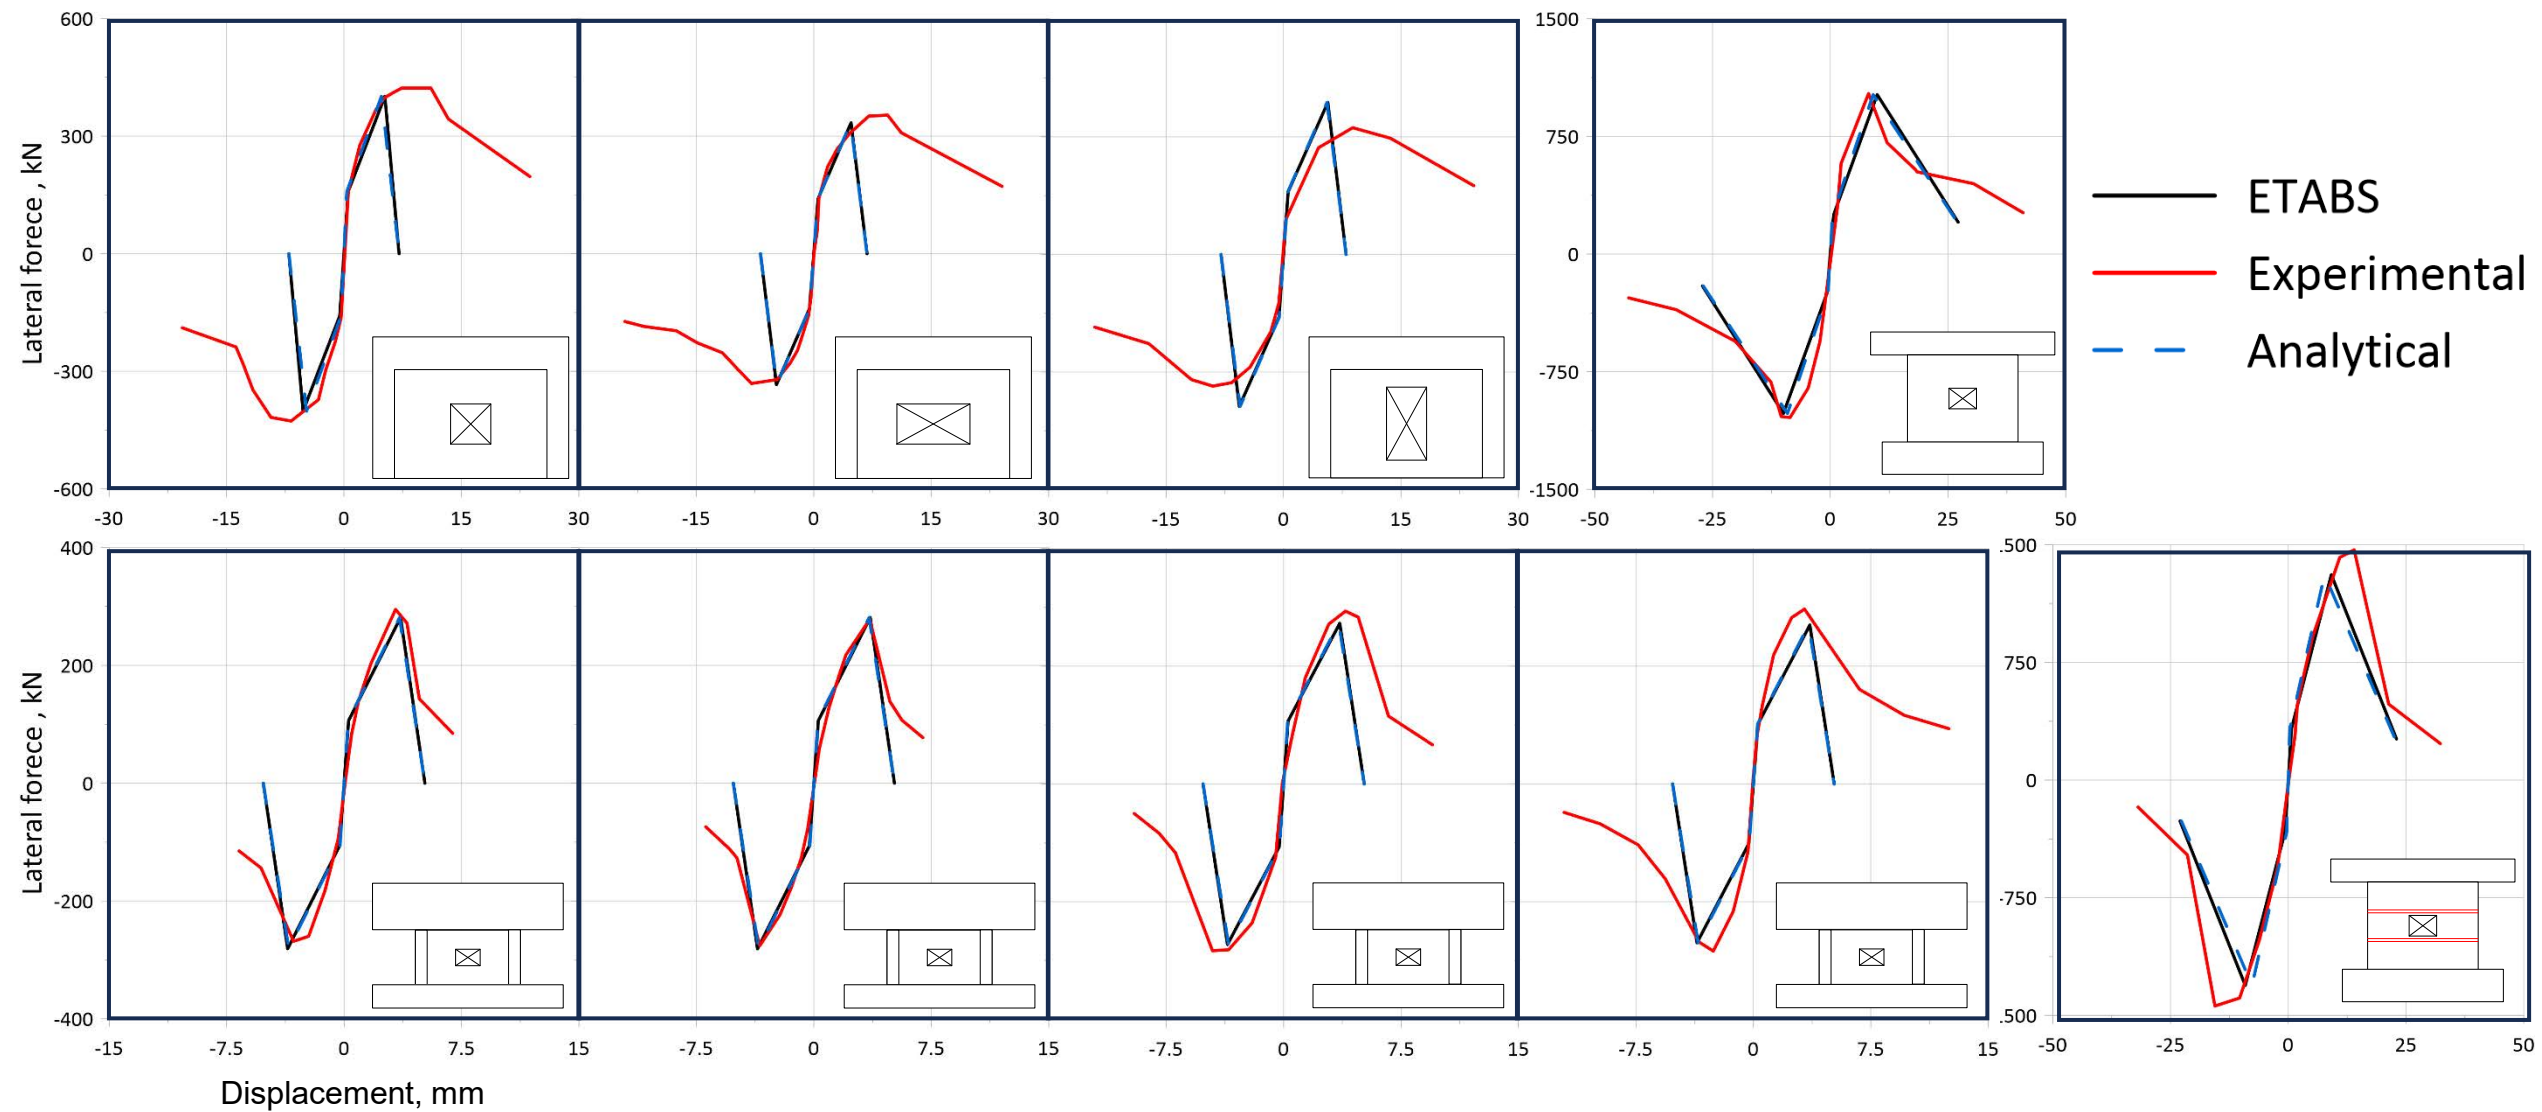 600 1500
300 750
0 0
-300 -750
-600 -1500
Lateral forece , kN
-30 -15 0 15 30 -15 0 15 30 -15 0 15 30 -50 -25 0 25 50
ETABS
Experimental
Analytical
400 .500
200 750
0 0
-200 -750
-400 .500
Lateral forece , kN
-15 -7.5 0 7.5 15 -7.5 0 7.5 15 -7.5 0 7.5 15 -7.5 0 7.5 15 -50 -25 0 25 50
Displacement, mm